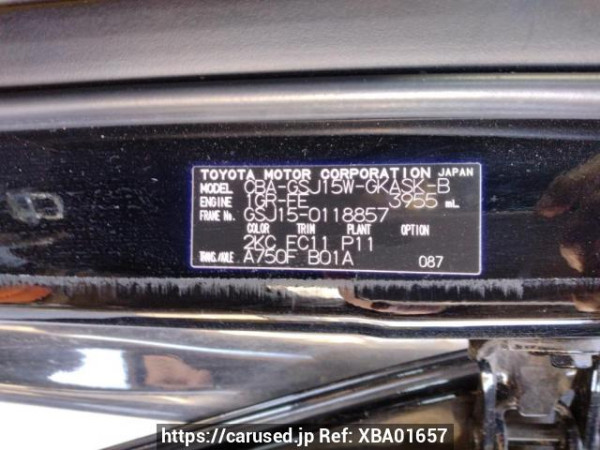 TOYOTA MOTOR CORPORATION JAPAN
MODEL CBA-GSJ15W-GKASK-B
ENGINE 1GR-FE 3955 mL
FRAME No. GSJ15-0118857
COLOR TRIM PLANT OPTION
2KC FC11 P11
TRANS./AXLE A750F B01A 087
https://carused.jp Ref: XBA01657